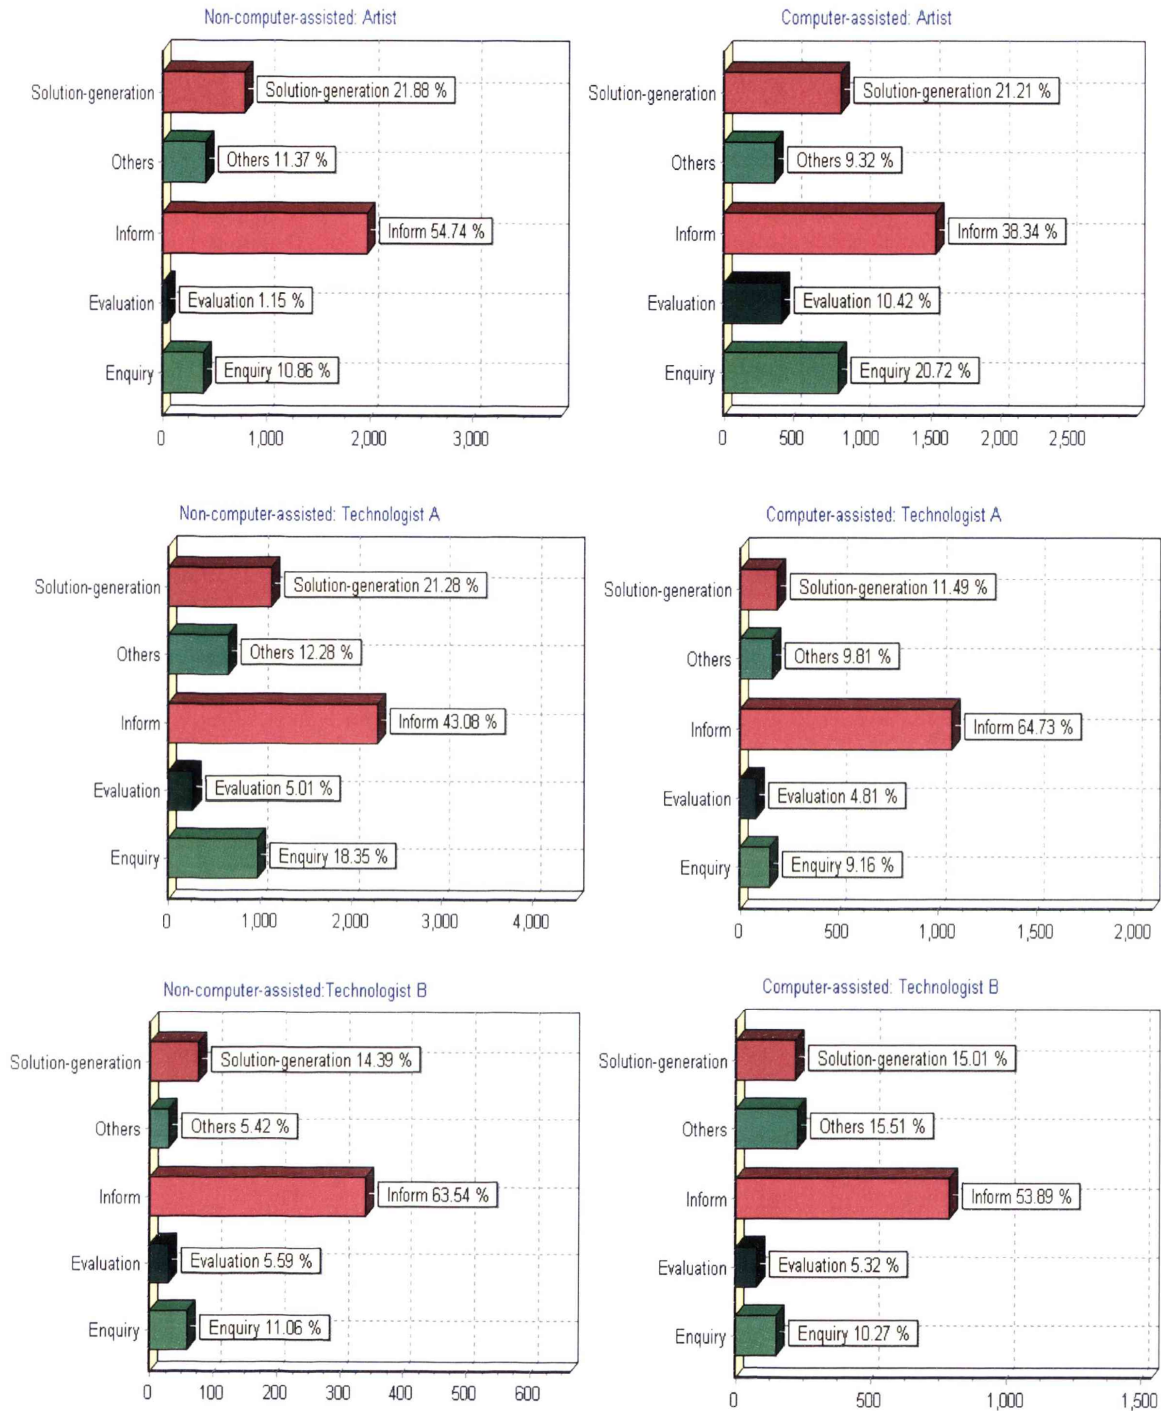 Non-computer-assisted: Artist
Solution-generation
Solution-generation 21.88 %
Others
Others 11.37 %
Inform
Inform 54.74 %
Evaluation
Evaluation 1.15 %
Enquiry
Enquiry 10.86 %
0 1,000 2,000 3,000
Computer-assisted: Artist
Solution-generation
Solution-generation 21.21 %
Others
Others 9.32 %
Inform
Inform 38.34 %
Evaluation
Evaluation 10.42 %
Enquiry
Enquiry 20.72 %
0 500 1,000 1,500 2,000 2,500
Non-computer-assisted: Technologist A
Solution-generation
Solution-generation 21.28 %
Others
Others 12.28 %
Inform
Inform 43.08 %
Evaluation
Evaluation 5.01 %
Enquiry
Enquiry 18.35 %
0 1,000 2,000 3,000 4,000
Computer-assisted: Technologist A
Solution-generation
Solution-generation 11.49 %
Others
Others 9.81 %
Inform
Inform 64.73 %
Evaluation
Evaluation 4.81 %
Enquiry
Enquiry 9.16 %
0 500 1,000 1,500 2,000
Non-computer-assisted:Technologist B
Solution-generation
Solution-generation 14.39 %
Others
Others 5.42 %
Inform
Inform 63.54 %
Evaluation
Evaluation 5.59 %
Enquiry
Enquiry 11.06 %
0 100 200 300 400 500 600
Computer-assisted: Technologist B
Solution-generation
Solution-generation 15.01 %
Others
Others 15.51 %
Inform
Inform 53.89 %
Evaluation
Evaluation 5.32 %
Enquiry
Enquiry 10.27 %
0 500 1,000 1,500